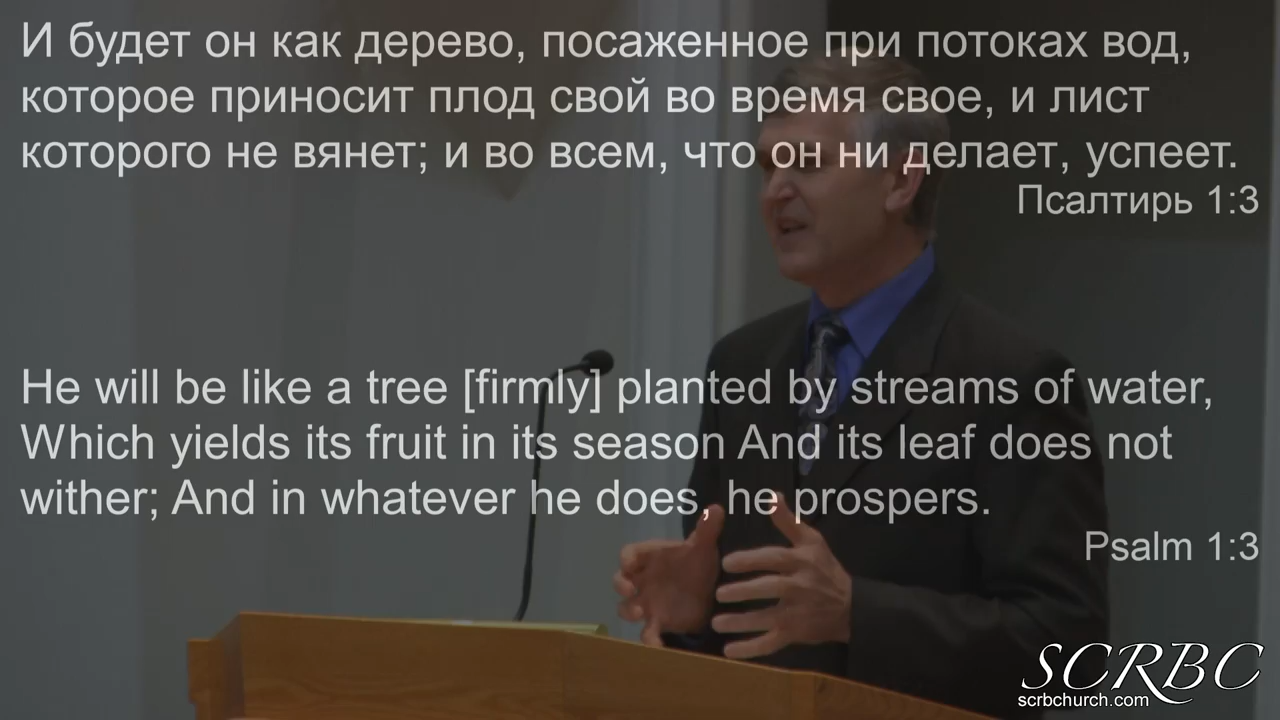 И будет он как дерево, посаженное при потоках вод,
которое приносит плод свой во время свое, и лист
которого не вянет; и во всем, что он ни делает, успеет.
Псалтирь 1:3
He will be like a tree [firmly] planted by streams of water,
Which yields its fruit in its season And its leaf does not
wither; And in whatever he does, he prospers.
Psalm 1:3
SCRBC
scrbchurch.com